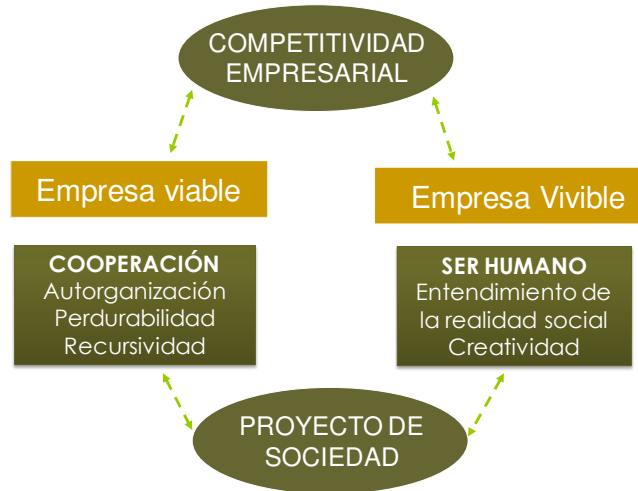 COMPETITIVIDAD
EMPRESARIAL
Empresa viable
Empresa Vivible
COOPERACIÓN
Autorganización
Perdurabilidad
Recursividad
SER HUMANO
Entendimiento de
la realidad social
Creatividad
PROYECTO DE
SOCIEDAD